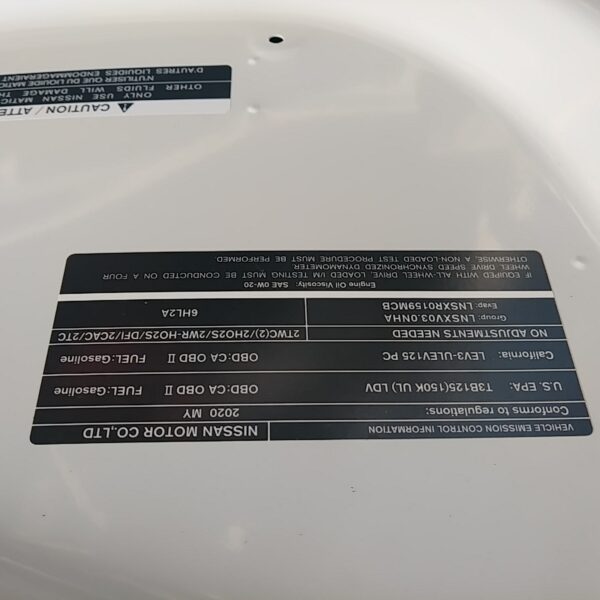 VEHICLE EMISSION CONTROL INFORMATION NISSAN MOTOR CO.,LTD
Conforms to regulations: 2020 MY
U.S. EPA: T3B125(150K UL) LDV OBD:CA OBD II FUEL:Gasoline
California: LEV3-ULEV125 PC OBD:CA OBD II FUEL:Gasoline
NO ADJUSTMENTS NEEDED 2TWC(2)/2HO2S/2WR-HO2S/DFI/2CAC/2TC
Group: LNSXV03.0NHA 6HL2A
Evap: LNSXR0159MCB
Engine Oil Viscosity: SAE 0W-20
IF EQUIPPED WITH ALL-WHEEL DRIVE, LOADED I/M TESTING MUST BE CONDUCTED ON A FOUR
WHEEL DRIVE SPEED SYNCHRONIZED DYNAMOMETER.
OTHERWISE, A NON-LOADED TEST PROCEDURE MUST BE PERFORMED.
CAUTION / ATTE
ONLY USE NISSAN MATIC
OTHER FLUIDS WILL DAMAGE TH
N'UTILISER QUE DU LIQUIDE MATIC
D'AUTRES LIQUIDES ENDOMMAGERAIENT